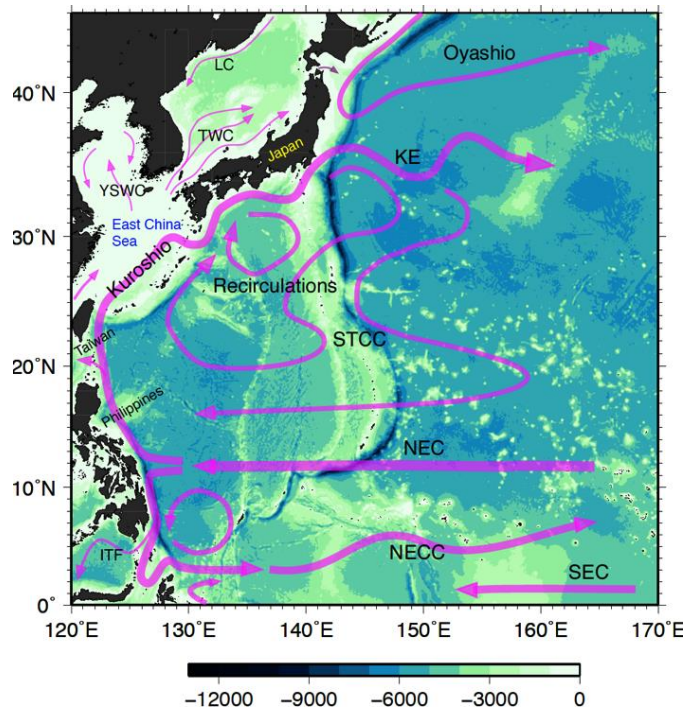 LC
Oyashio
40°N
TWC
Japan
KE
YSWC
East China
Sea
30°N
Kuroshio
Recirculations
STCC
Taiwan
20°N
Philippines
NEC
10°N
ITF
NECC
SEC
0°
120°E 130°E 140°E 150°E 160°E 170°E
−12000 −9000 −6000 −3000 0